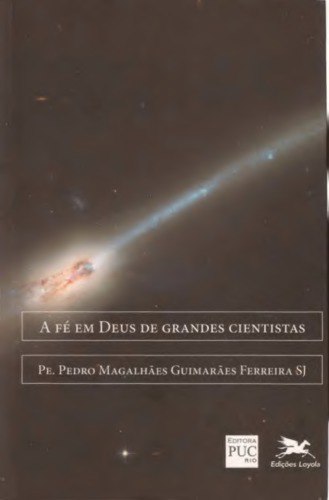 A FÉ EM DEUS DE GRANDES CIENTISTAS
PE. PEDRO MAGALHÃES GUIMARÃES FERREIRA SJ
EDITORA
PUC
RIO
Edições Loyola